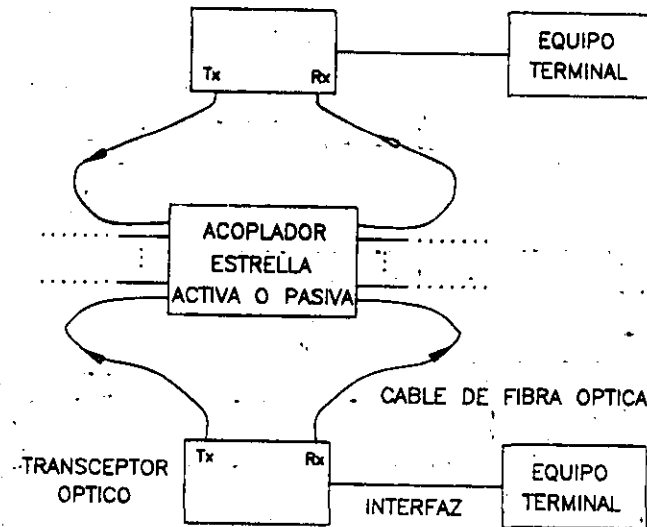 Tx
Rx
EQUIPO
TERMINAL
ACOPLADOR
ESTRELLA
ACTIVA O PASIVA
CABLE DE FIBRA OPTICA
TRANSCEPTOR
OPTICO
Tx
Rx
INTERFAZ
EQUIPO
TERMINAL